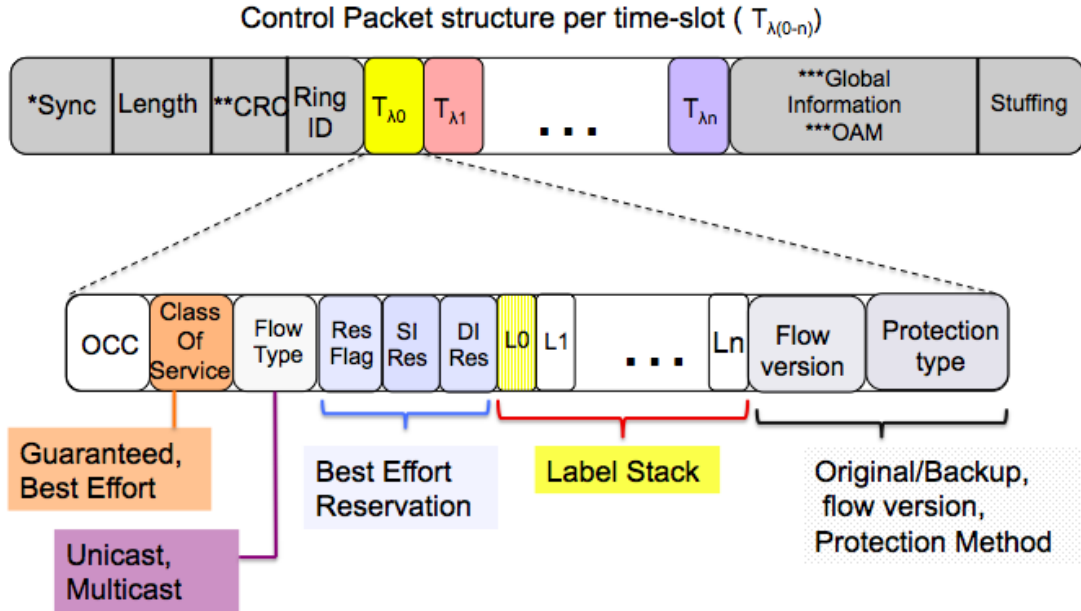 Control Packet structure per time-slot ( Tλ(0-n))
*Sync
Length
**CRC
Ring
ID
Tλ0
Tλ1
...
Tλn
***Global
Information
***OAM
Stuffing
OCC
Class
Of
Service
Flow
Type
Res
Flag
SI
Res
DI
Res
L0
L1
...
Ln
Flow
version
Protection
type
Guaranteed,
Best Effort
Best Effort
Reservation
Label Stack
Original/Backup,
flow version,
Protection Method
Unicast,
Multicast